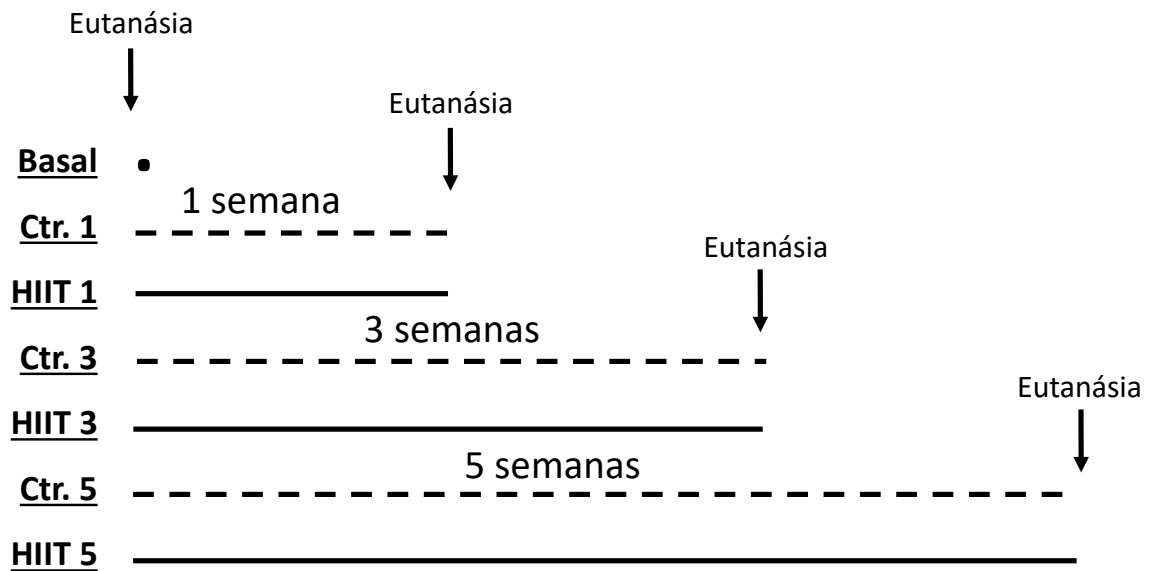 Eutanásia
Eutanásia
Basal
1 semana
Ctr. 1
Eutanásia
HIIT 1
3 semanas
Ctr. 3
Eutanásia
HIIT 3
5 semanas
Ctr. 5
HIIT 5